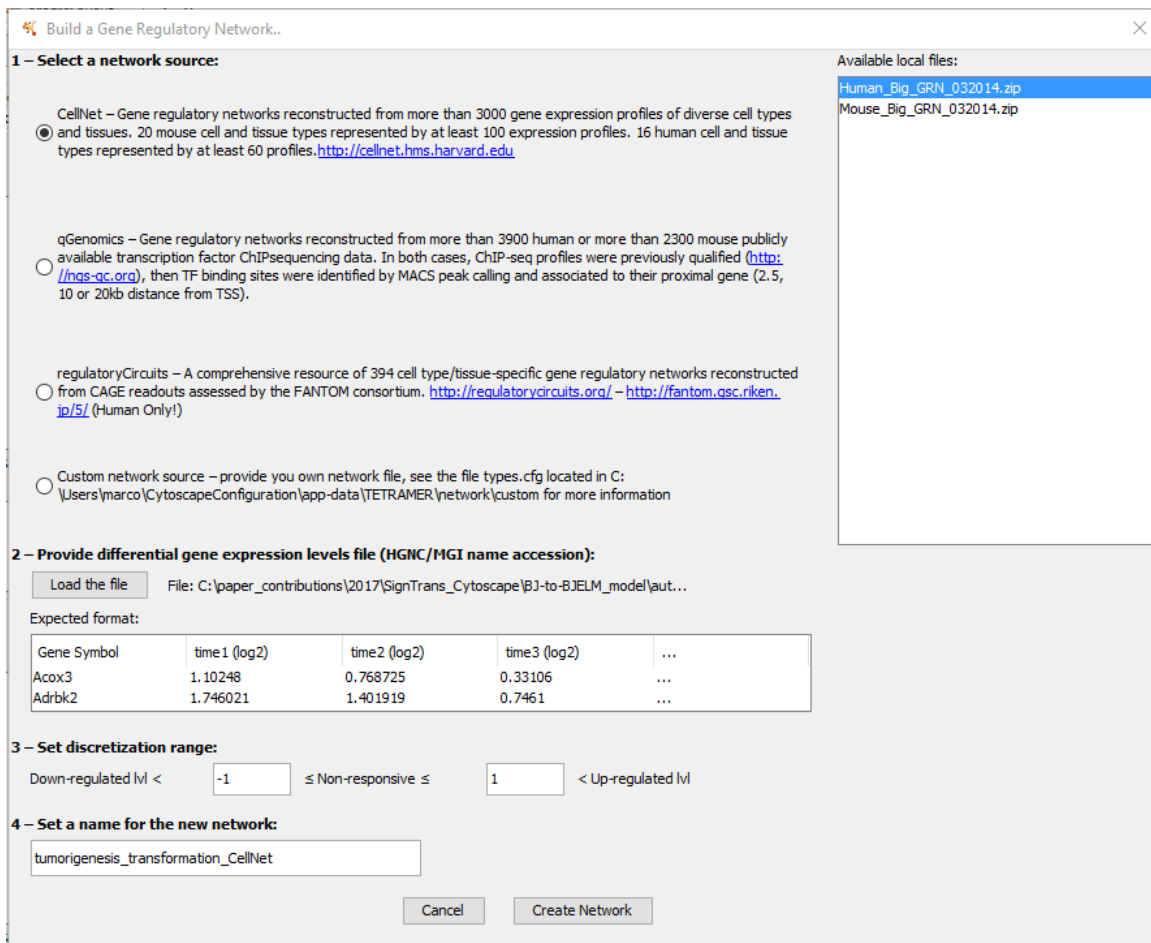 Build a Gene Regulatory Network..
1 – Select a network source:
CellNet – Gene regulatory networks reconstructed from more than 3000 gene expression profiles of diverse cell types
and tissues. 20 mouse cell and tissue types represented by at least 100 expression profiles. 16 human cell and tissue
types represented by at least 60 profiles.http://cellnet.hms.harvard.edu
qGenomics – Gene regulatory networks reconstructed from more than 3900 human or more than 2300 mouse publicly
available transcription factor ChIPsequencing data. In both cases, ChIP-seq profiles were previously qualified (http:
//ngs-qc.org), then TF binding sites were identified by MACS peak calling and associated to their proximal gene (2.5,
10 or 20kb distance from TSS).
regulatoryCircuits – A comprehensive resource of 394 cell type/tissue-specific gene regulatory networks reconstructed
from CAGE readouts assessed by the FANTOM consortium. http://regulatorycircuits.org/ – http://fantom.gsc.riken.
jp/5/ (Human Only!)
Custom network source – provide you own network file, see the file types.cfg located in C:
\Users\marco\CytoscapeConfiguration\app-data\TETRAMER\network\custom for more information
Available local files:
Human_Big_GRN_032014.zip
Mouse_Big_GRN_032014.zip
2 – Provide differential gene expression levels file (HGNC/MGI name accession):
Load the file File: C:\paper_contributions\2017\SignTrans_Cytoscape\BJ-to-BJELM_model\aut...
Expected format:
Gene Symbol time1 (log2) time2 (log2) time3 (log2) ...
Acox3 1.10248 0.768725 0.33106 ...
Adrbk2 1.746021 1.401919 0.7461 ...
3 – Set discretization range:
Down-regulated lvl < -1 ≤ Non-responsive ≤ 1 < Up-regulated lvl
4 – Set a name for the new network:
tumorigenesis_transformation_CellNet
Cancel Create Network